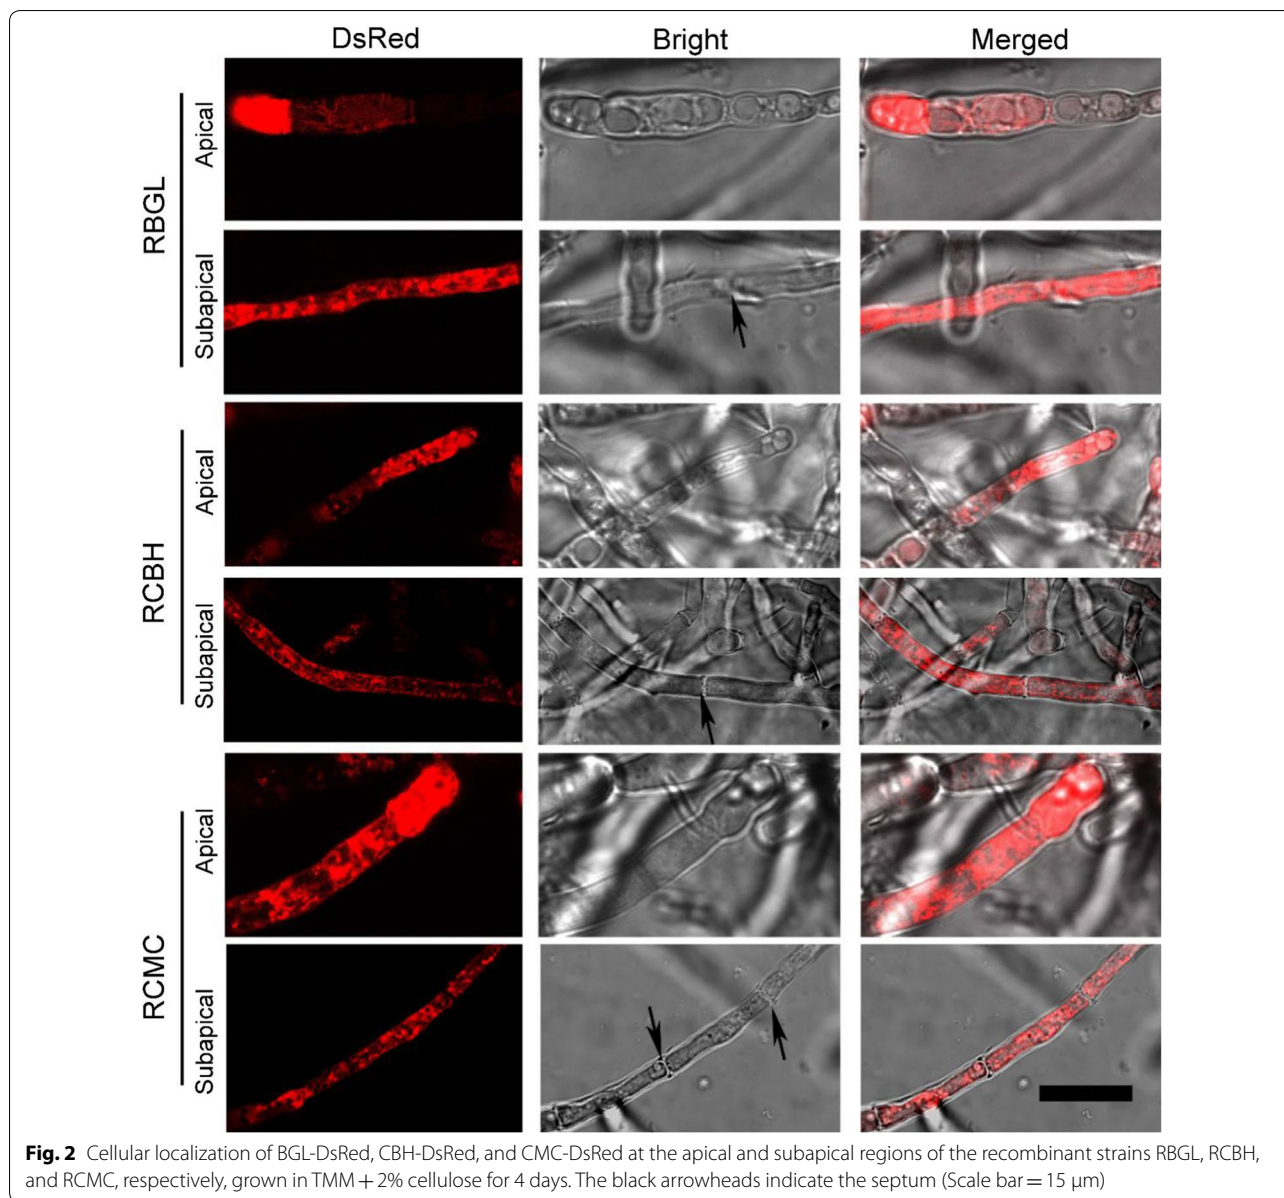 DsRed Bright Merged
RBGL
Apical
Subapical
RCBH
Apical
Subapical
RCMC
Apical
Subapical
Fig. 2 Cellular localization of BGL-DsRed, CBH-DsRed, and CMC-DsRed at the apical and subapical regions of the recombinant strains RBGL, RCBH,
and RCMC, respectively, grown in TMM + 2% cellulose for 4 days. The black arrowheads indicate the septum (Scale bar = 15 μm)